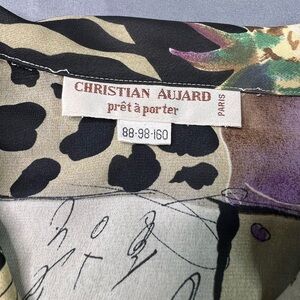 CHRISTIAN AUJARD
prêt à porter
PARIS
88-98-160